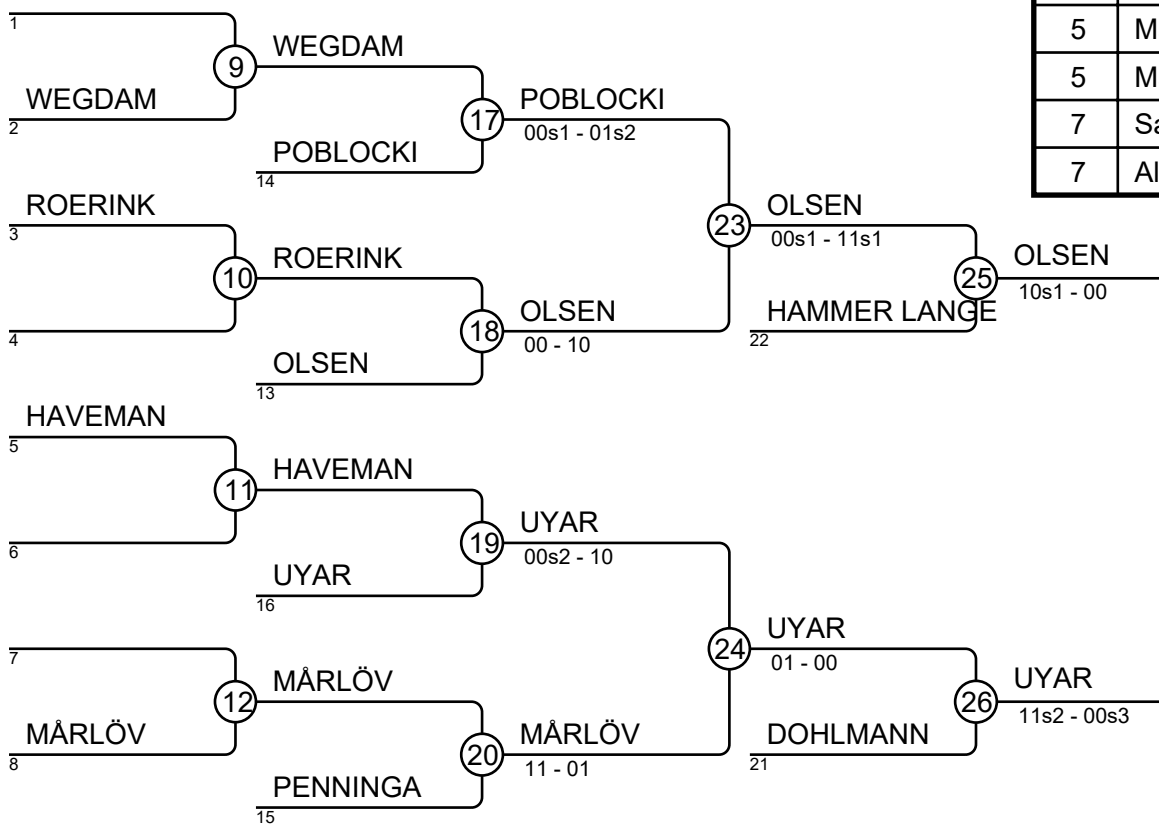 1
9
WEGDAM
WEGDAM
2
17
POBLOCKI
00s1 - 01s2
POBLOCKI
14
ROERINK
3
10
ROERINK
4
18
OLSEN
00 - 10
OLSEN
13
23
OLSEN
00s1 - 11s1
HAMMER LANGE
22
25
OLSEN
10s1 - 00
HAVEMAN
5
11
HAVEMAN
6
19
UYAR
00s2 - 10
UYAR
16
7
12
MÅRLÖV
MÅRLÖV
8
20
MÅRLÖV
11 - 01
PENNINGA
15
24
UYAR
01 - 00
DOHLMANN
21
26
UYAR
11s2 - 00s3
5 M
5 M
7 Sa
7 Al